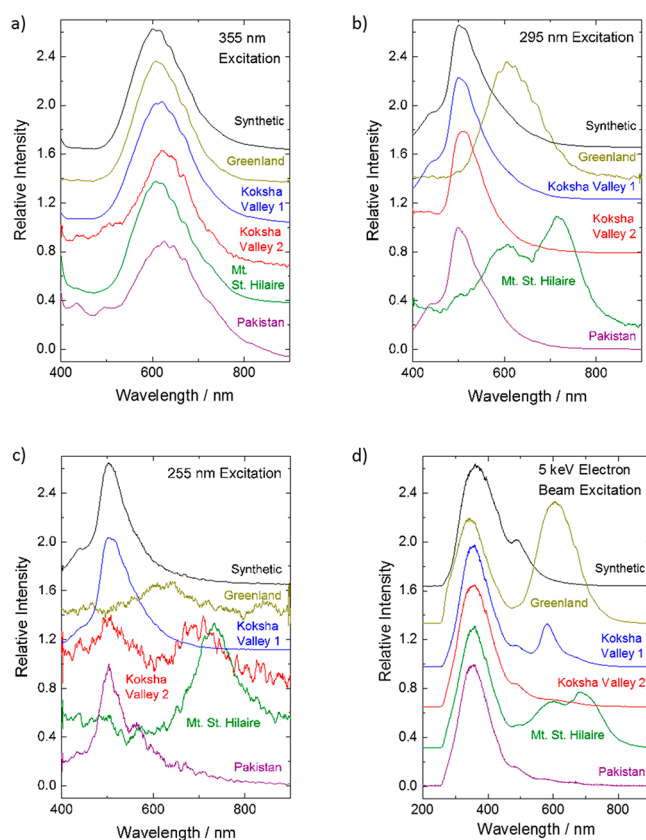 a)
355 nm
Excitation
Relative Intensity
2.4
2.0
1.6
1.2
0.8
0.4
0.0
Synthetic
Greenland
Koksha
Valley 1
Koksha
Valley 2
Mt.
St. Hilaire
Pakistan
400
600
800
Wavelength / nm
b)
295 nm Excitation
Relative Intensity
2.4
2.0
1.6
1.2
0.8
0.4
0.0
Synthetic
Greenland
Koksha Valley 1
Koksha
Valley 2
Mt. St. Hilaire
Pakistan
400
600
800
Wavelength / nm
c)
255 nm Excitation
Relative Intensity
2.4
2.0
1.6
1.2
0.8
0.4
0.0
Synthetic
Greenland
Koksha
Valley 1
Koksha
Valley 2
Mt. St. Hilaire
Pakistan
400
600
800
Wavelength / nm
d)
5 keV Electron
Beam Excitation
Relative Intensity
2.4
2.0
1.6
1.2
0.8
0.4
0.0
Synthetic
Greenland
Koksha
Valley 1
Koksha Valley 2
Mt. St. Hilaire
Pakistan
200
400
600
800
Wavelength / nm